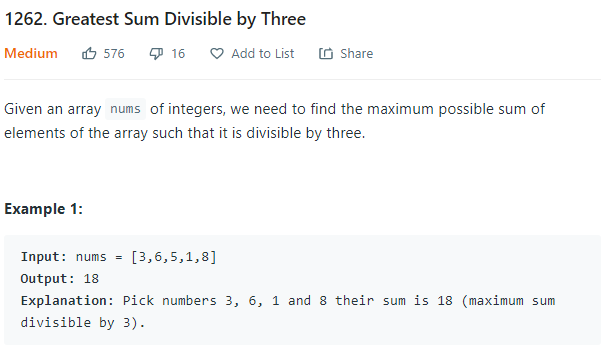 1262. Greatest Sum Divisible by Three
Medium 576 16 Add to List Share
Given an array nums of integers, we need to find the maximum possible sum of
elements of the array such that it is divisible by three.
Example 1:
Input: nums = [3,6,5,1,8]
Output: 18
Explanation: Pick numbers 3, 6, 1 and 8 their sum is 18 (maximum sum
divisible by 3).